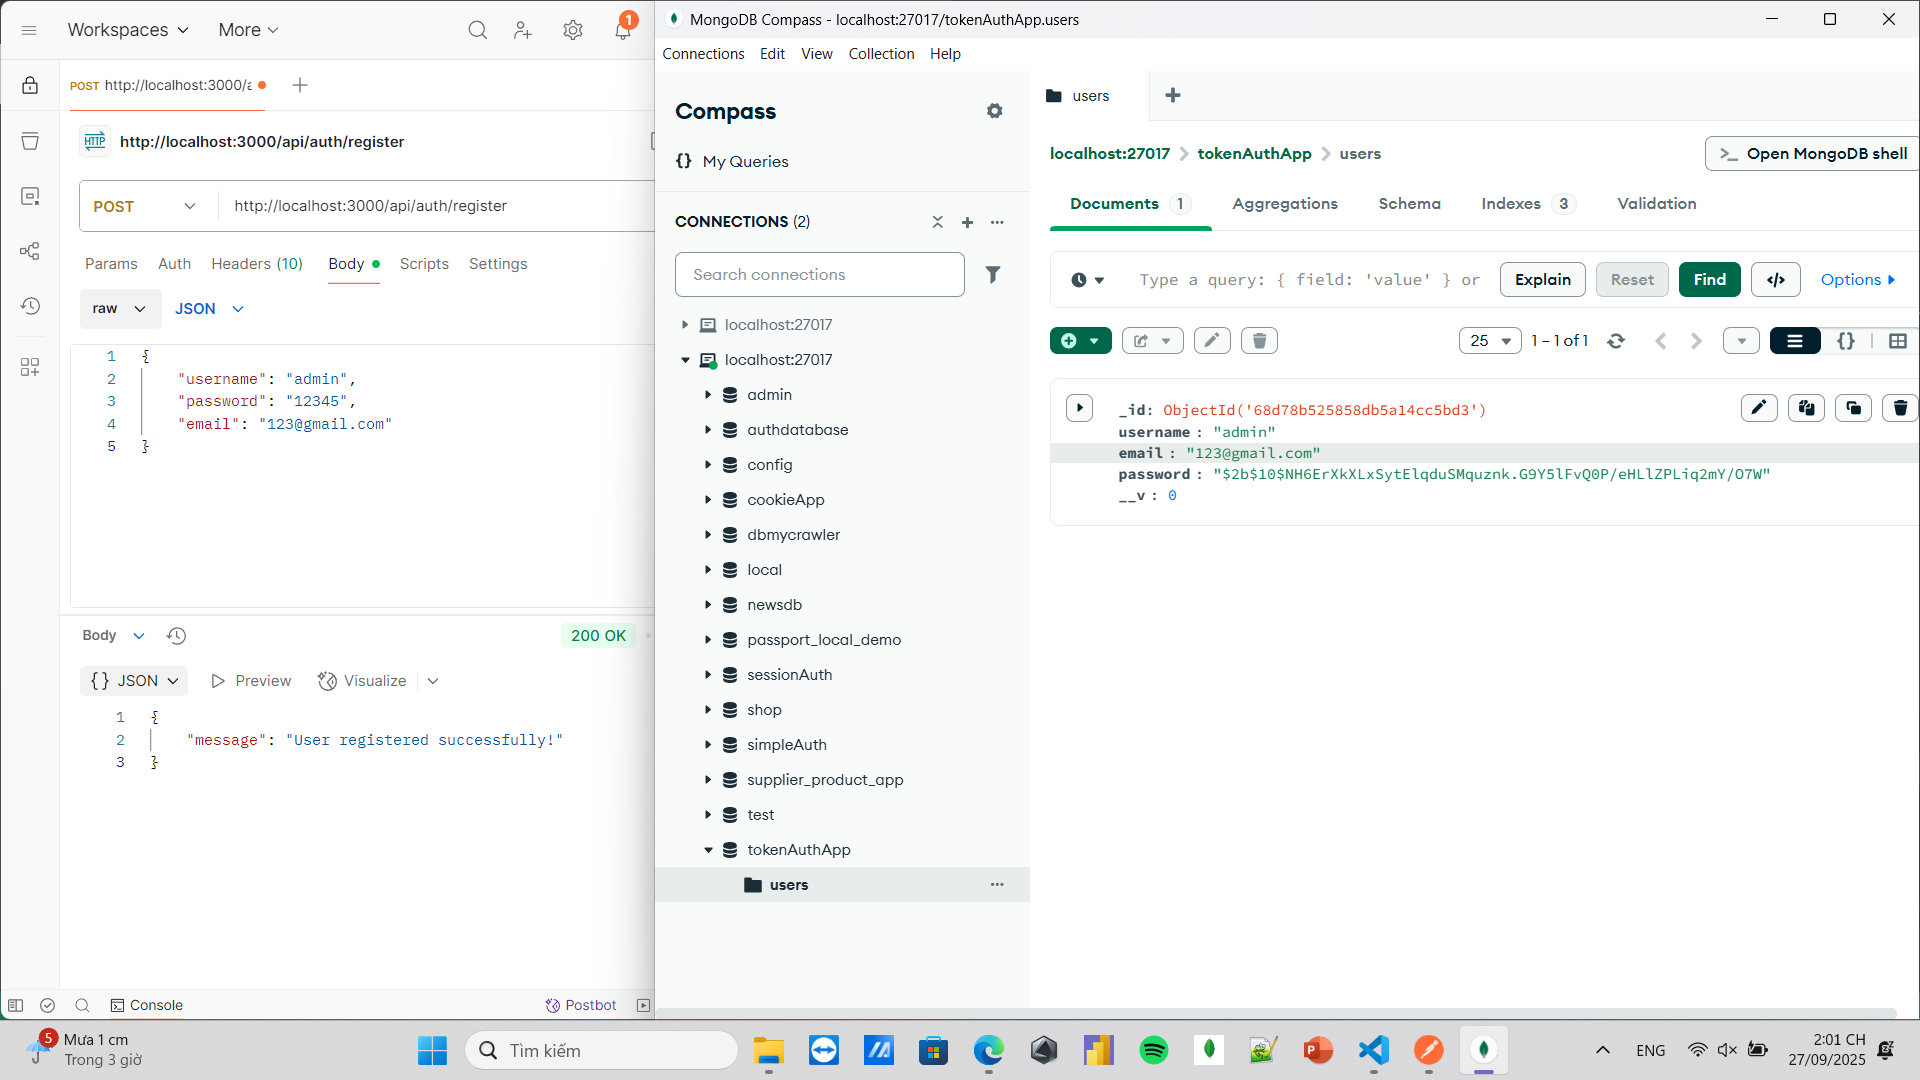 Workspaces
More
1
POST http://localhost:3000/a
HTTP
http://localhost:3000/api/auth/register
POST
http://localhost:3000/api/auth/register
Params
Auth
Headers (10)
Body
Scripts
Settings
raw
JSON
1 {
2 "username": "admin",
3 "password": "12345",
4 "email": "123@gmail.com"
5 }
Body
200 OK
{} JSON
Preview
Visualize
1 {
2 "message": "User registered successfully!"
3 }
Console
Postbot
MongoDB Compass - localhost:27017/tokenAuthApp.users
Connections
Edit
View
Collection
Help
Compass
{} My Queries
CONNECTIONS (2)
Search connections
localhost:27017
localhost:27017
admin
authdatabase
config
cookieApp
dbmycrawler
local
newsdb
passport_local_demo
sessionAuth
shop
simpleAuth
supplier_product_app
test
tokenAuthApp
users
users
localhost:27017 > tokenAuthApp > users
>_ Open MongoDB shell
Documents 1
Aggregations
Schema
Indexes 3
Validation
Type a query: { field: 'value' } or
Explain
Reset
Find
</>
Options
25
1 – 1 of 1
{}
_id: ObjectId('68d78b525858db5a14cc5bd3')
username : "admin"
email : "123@gmail.com"
password : "$2b$10$NH6ErXkXLxSytElqduSMquznk.G9Y5lFvQ0P/eHLlZPLiq2mY/O7W"
__v : 0
5
Mưa 1 cm
Trong 3 giờ
Tìm kiếm
ENG
2:01 CH
27/09/2025